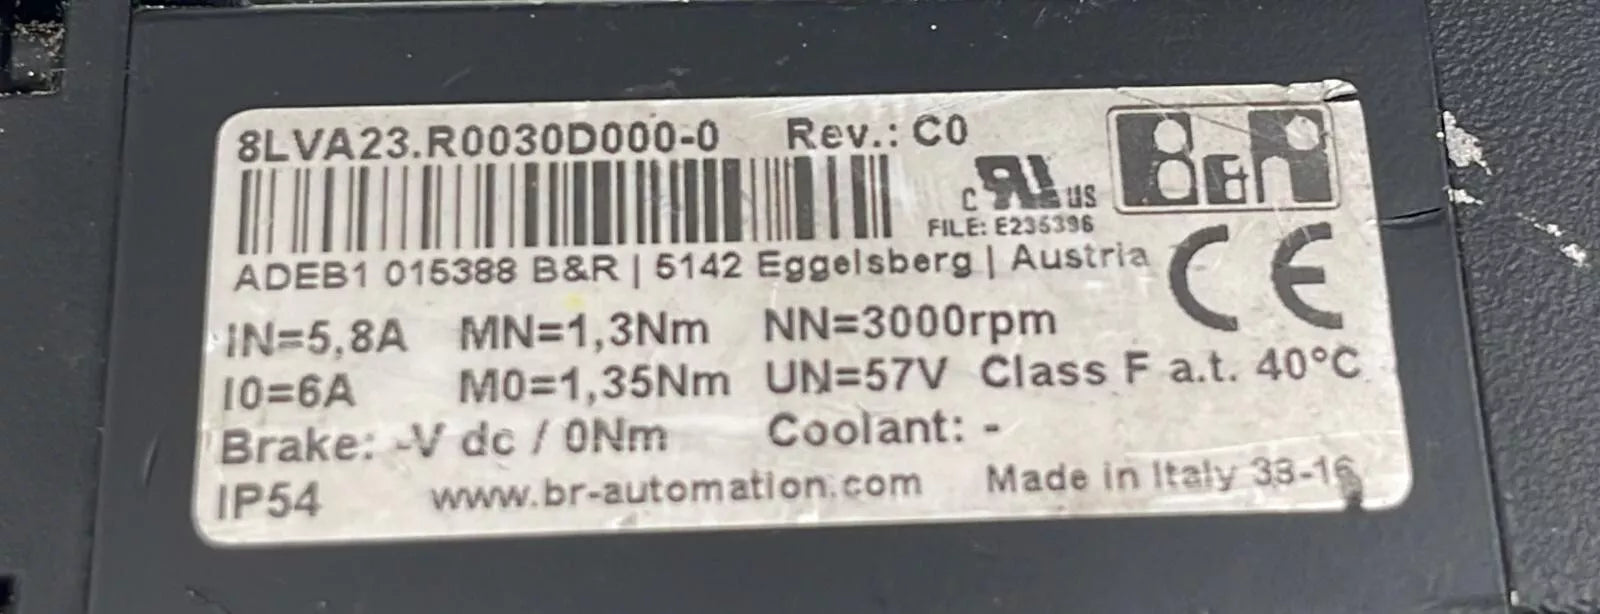 8LVA23.R0030D000-0 Rev.: C0
B&R
c RU us
FILE: E235396
ADEB1 015388 B&R | 5142 Eggelsberg | Austria
CE
IN=5,8A MN=1,3Nm NN=3000rpm
I0=6A M0=1,35Nm UN=57V Class F a.t. 40°C
Brake: -V dc / 0Nm Coolant: -
IP54 www.br-automation.com Made in Italy 38-16